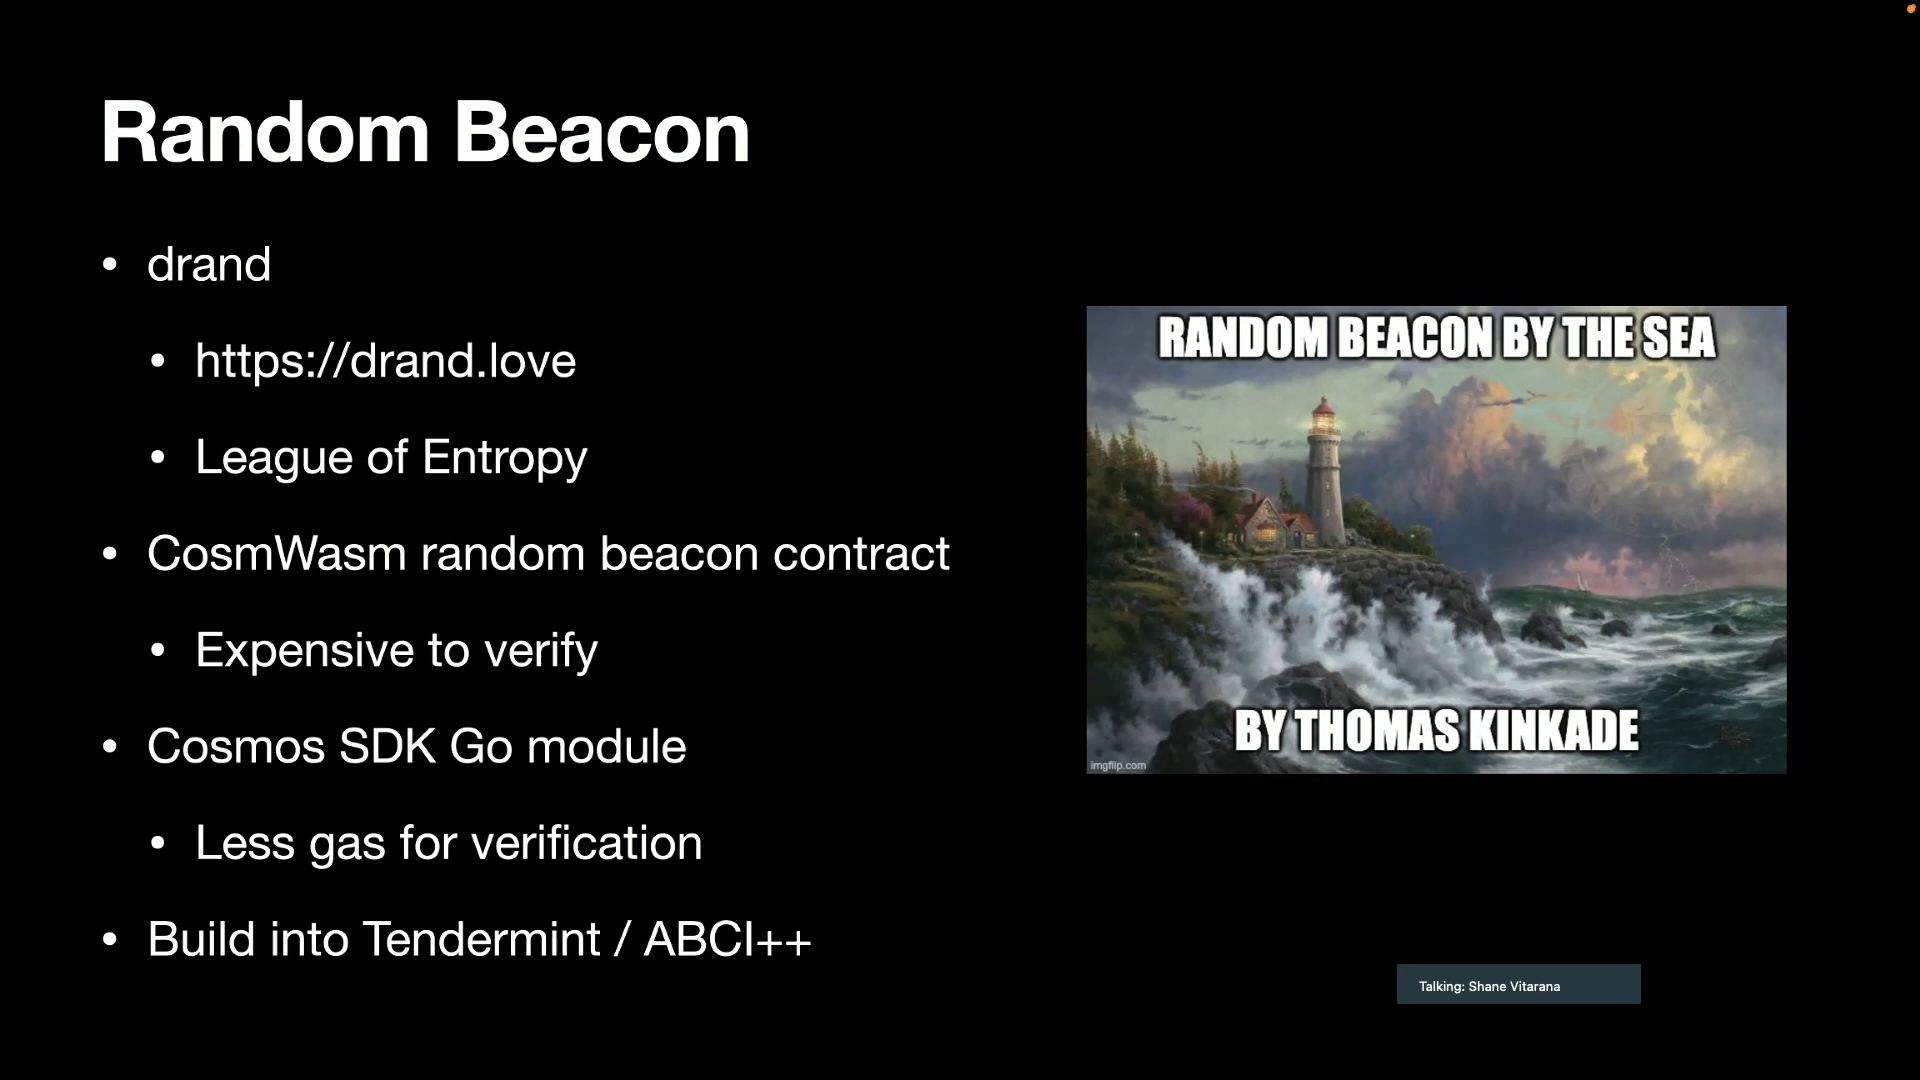 Random Beacon
• drand
• https://drand.love
• League of Entropy
• CosmWasm random beacon contract
• Expensive to verify
• Cosmos SDK Go module
• Less gas for verification
• Build into Tendermint / ABCI++
RANDOM BEACON BY THE SEA
BY THOMAS KINKADE
imgflip.com
Talking: Shane Vitarana